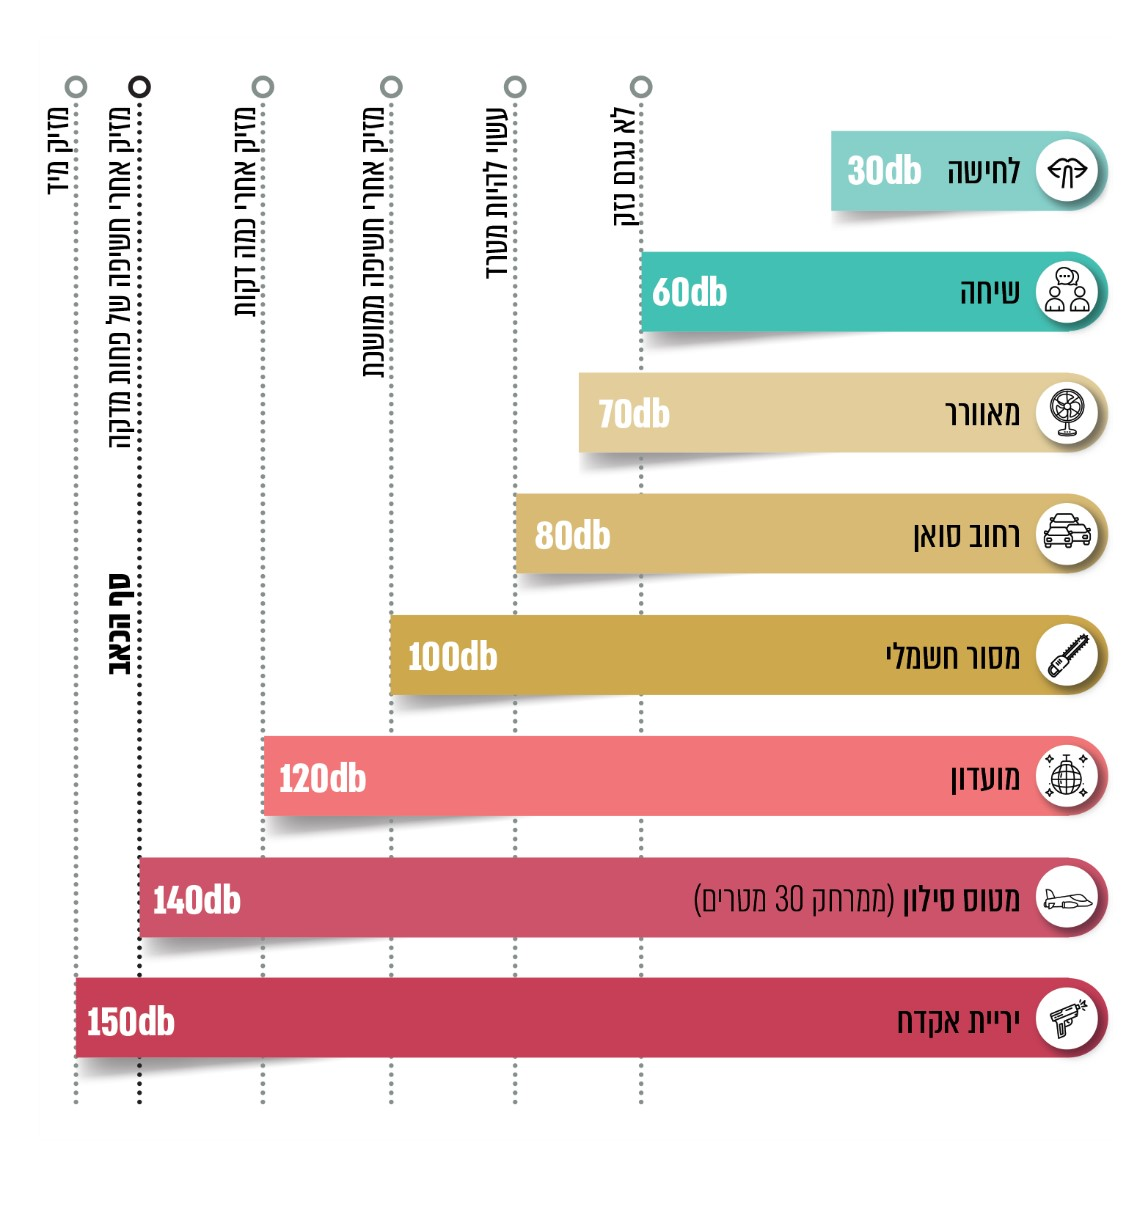 לא נגרם נזק
עשוי להיות מטרד
מזיק אחרי חשיפה ממושכת
מזיק אחרי כמה דקות
מזיק אחרי חשיפה של פחות מדקה
סף הכאב
מזיק מיד
לחישה 30db
שיחה 60db
מאוורר 70db
רחוב סואן 80db
מסור חשמלי 100db
מועדון 120db
מטוס סילון (ממרחק 30 מטרים) 140db
יריית אקדח 150db